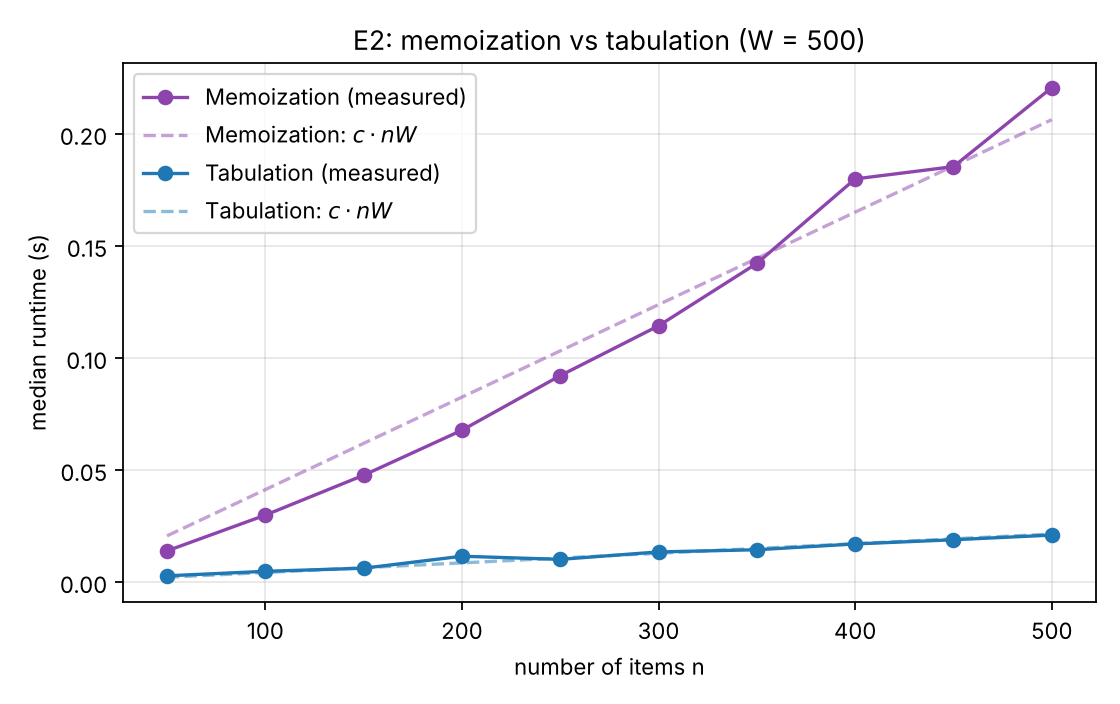 E2: memoization vs tabulation (W = 500)
Memoization (measured)
Memoization: c · nW
Tabulation (measured)
Tabulation: c · nW
median runtime (s)
0.20
0.15
0.10
0.05
0.00
100 200 300 400 500
number of items n